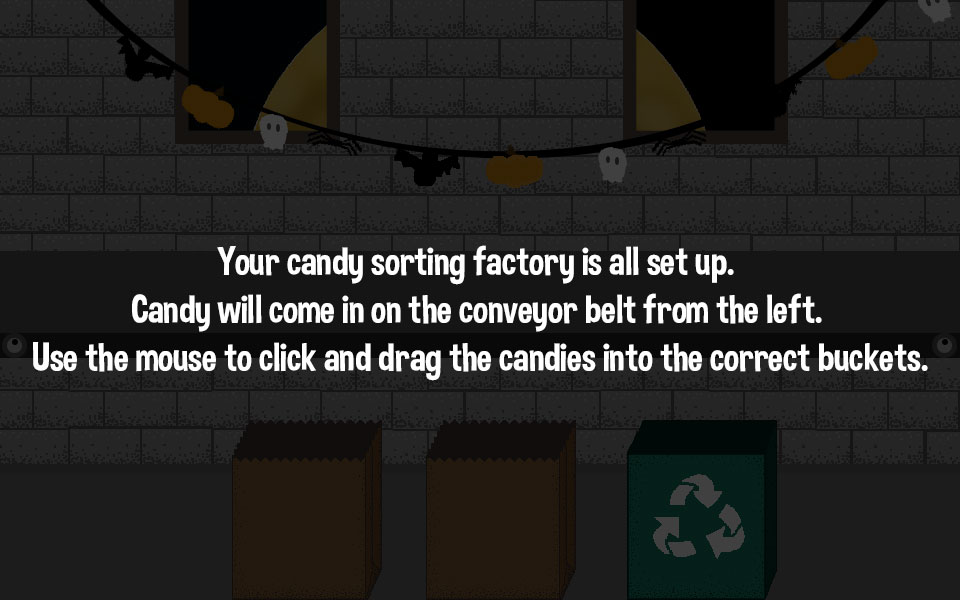 Your candy sorting factory is all set up.
Candy will come in on the conveyor belt from the left.
Use the mouse to click and drag the candies into the correct buckets.